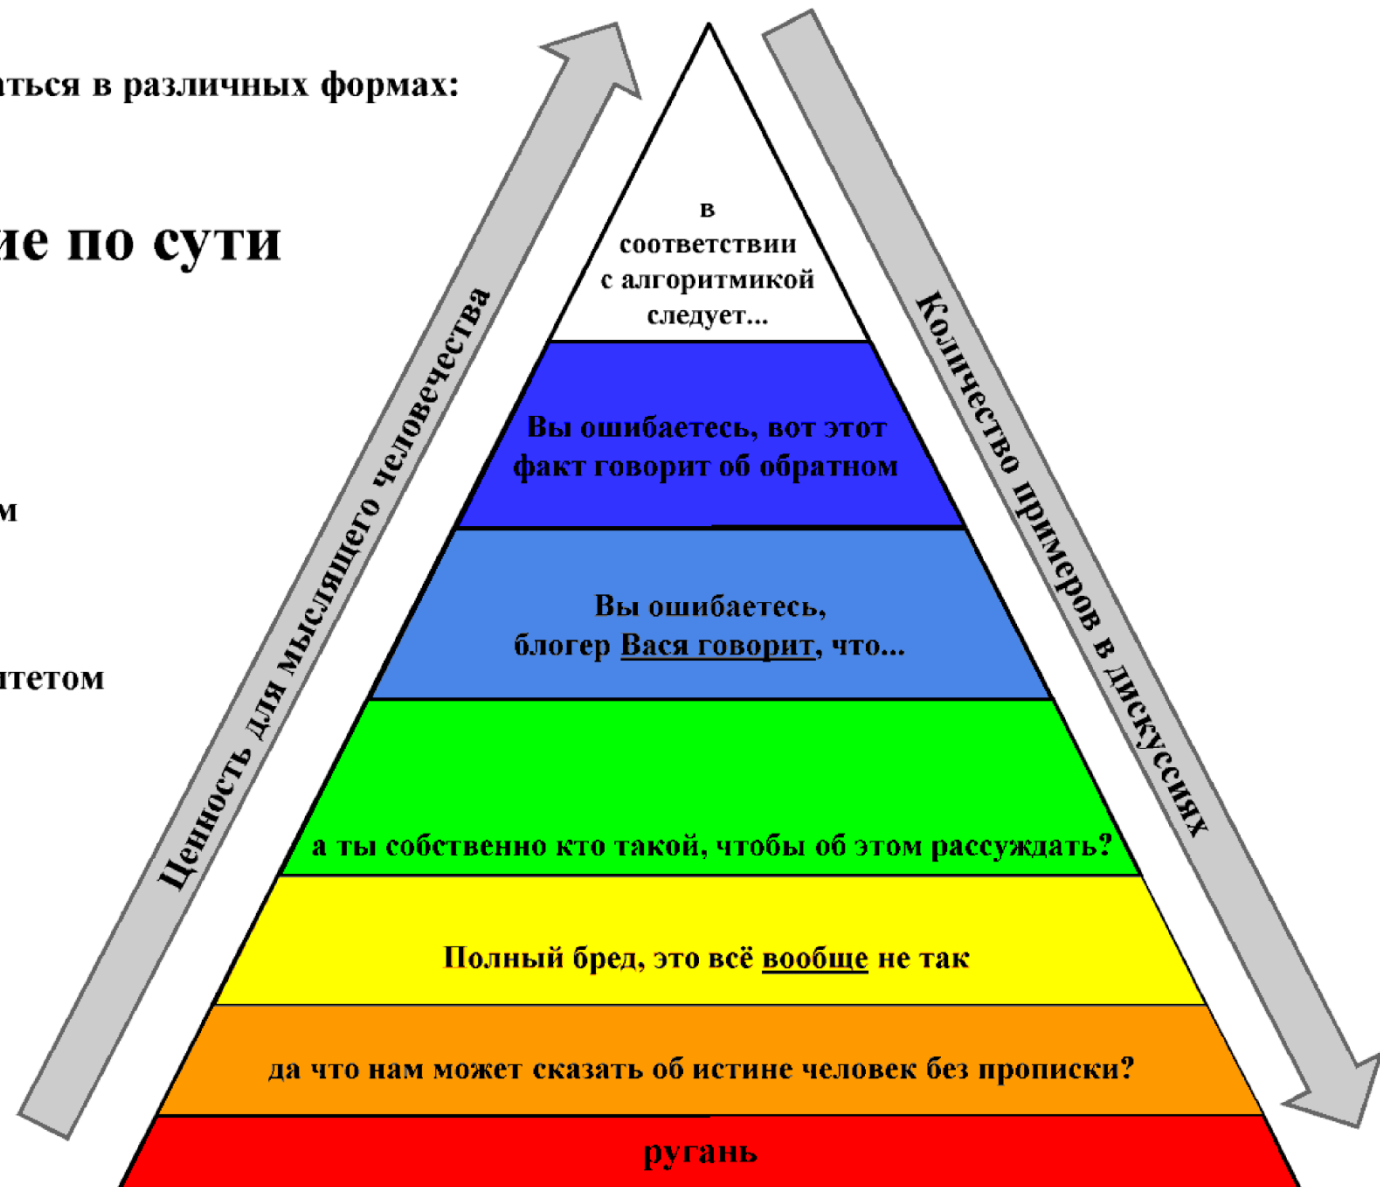 аться в различных формах:
ие по сути
м
итетом
Ценность для мыслящего человечества
в
соответствии
с алгоритмикой
следует...
Вы ошибаетесь, вот этот
факт говорит об обратном
Вы ошибаетесь,
блогер Вася говорит, что...
а ты собственно кто такой, чтобы об этом рассуждать?
Полный бред, это всё вообще не так
да что нам может сказать об истине человек без прописки?
ругань
Количество примеров в дискуссиях